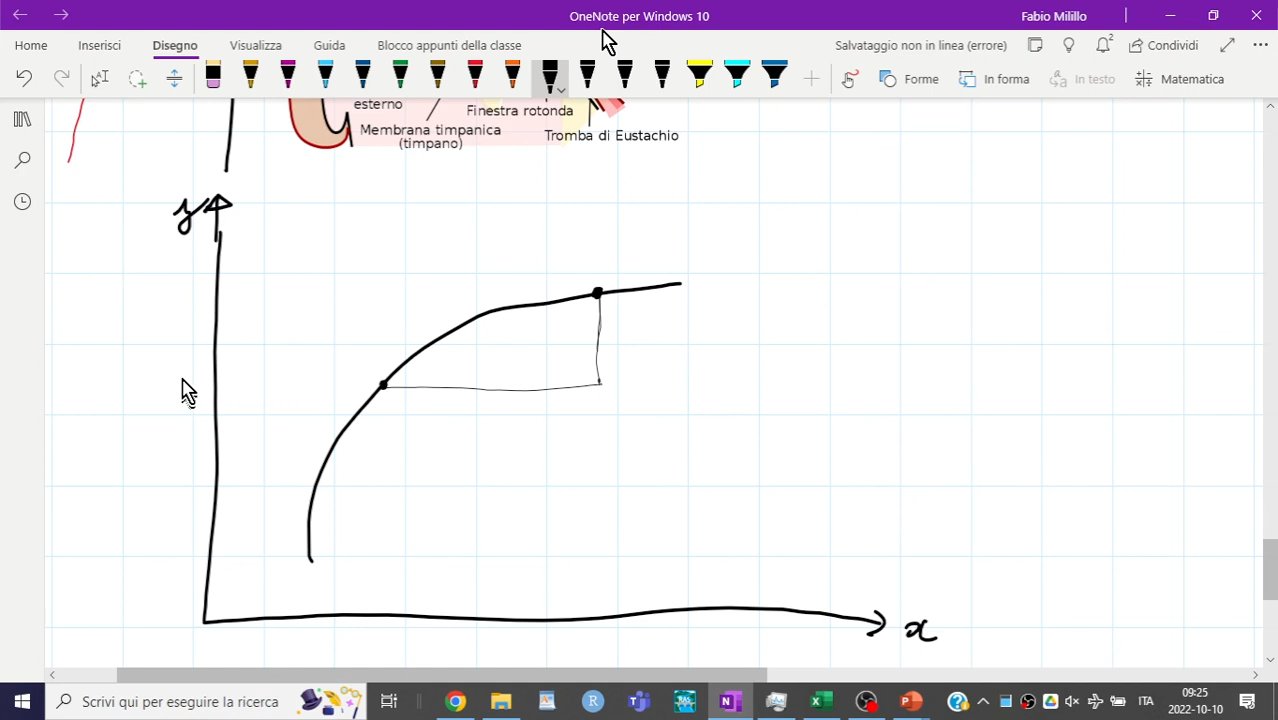 OneNote per Windows 10
Fabio Milillo
Home
Inserisci
Disegno
Visualizza
Guida
Blocco appunti della classe
Salvataggio non in linea (errore)
2
Condividi
Forme
In forma
In testo
Matematica
esterno
Finestra rotonda
Membrana timpanica
(timpano)
Tromba di Eustachio
y
x
Scrivi qui per eseguire la ricerca
ITA
09:25
2022-10-10